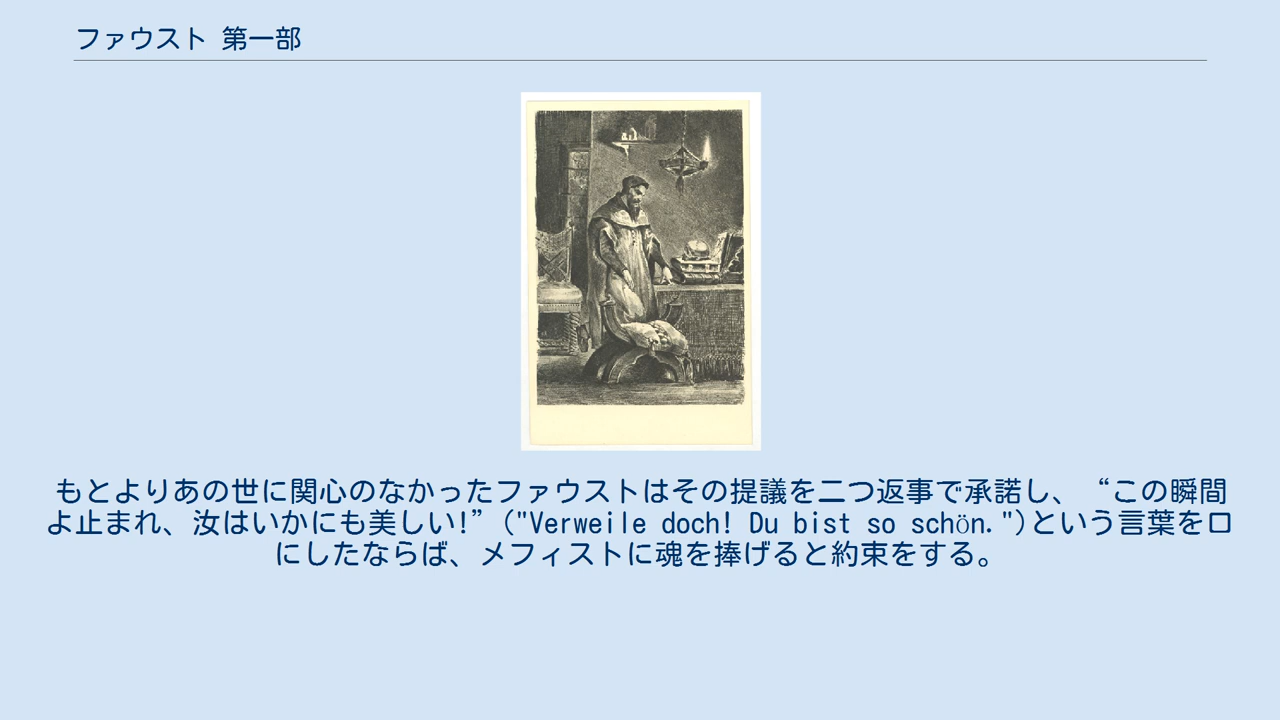 ファウスト 第一部
もとよりあの世に関心のなかったファウストはその提議を二つ返事で承諾し、“この瞬間
よ止まれ、汝はいかにも美しい!”("Verweile doch! Du bist so schön.")という言葉を口
にしたならば、メフィストに魂を捧げると約束をする。